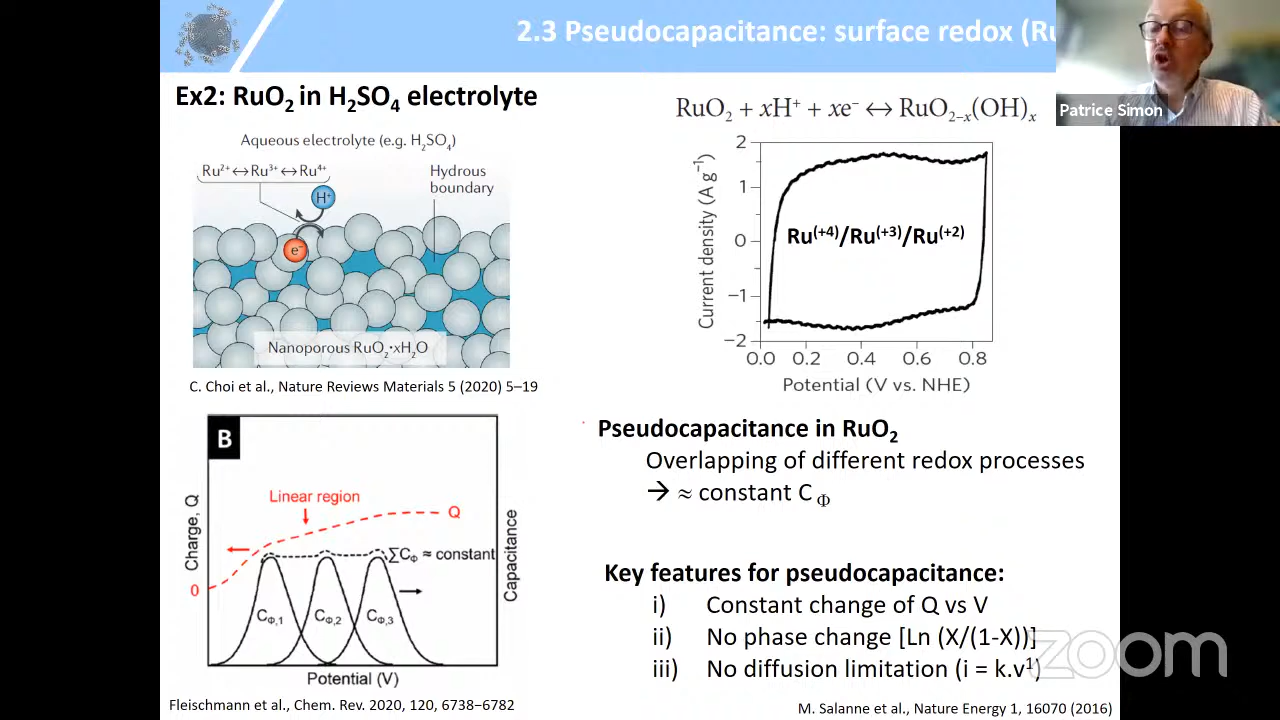 2.3 Pseudocapacitance: surface redox (Ru
Patrice Simon
Ex2: RuO₂ in H₂SO₄ electrolyte
Aqueous electrolyte (e.g. H₂SO₄)
Ru²⁺↔Ru³⁺↔Ru⁴⁺
Hydrous
boundary
H⁺
e⁻
Nanoporous RuO₂•xH₂O
C. Choi et al., Nature Reviews Materials 5 (2020) 5–19
RuO₂ + xH⁺ + xe⁻ ↔ RuO₂₋ₓ(OH)ₓ
Current density (A g⁻¹)
2
1
0
−1
−2
Ru⁽⁺⁴⁾/Ru⁽⁺³⁾/Ru⁽⁺²⁾
0.0 0.2 0.4 0.6 0.8
Potential (V vs. NHE)
B
Charge, Q
Linear region
Q
∑C_Φ ≈ constant
0
C_Φ,1 C_Φ,2 C_Φ,3
Capacitance
Potential (V)
Fleischmann et al., Chem. Rev. 2020, 120, 6738−6782
Pseudocapacitance in RuO₂
Overlapping of different redox processes
→ ≈ constant C_Φ
Key features for pseudocapacitance:
i) Constant change of Q vs V
ii) No phase change [Ln (X/(1-X))]
iii) No diffusion limitation (i = k.v¹)
zoom
M. Salanne et al., Nature Energy 1, 16070 (2016)